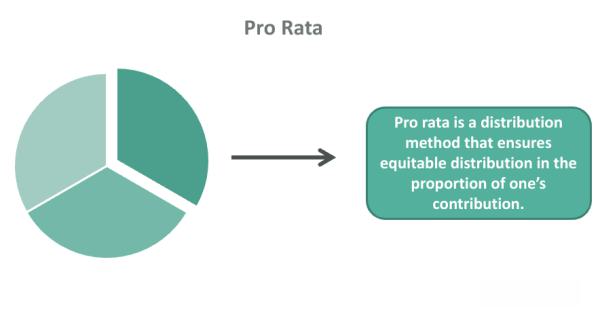 Pro Rata
Pro rata is a distribution
method that ensures
equitable distribution in the
proportion of one's
contribution.